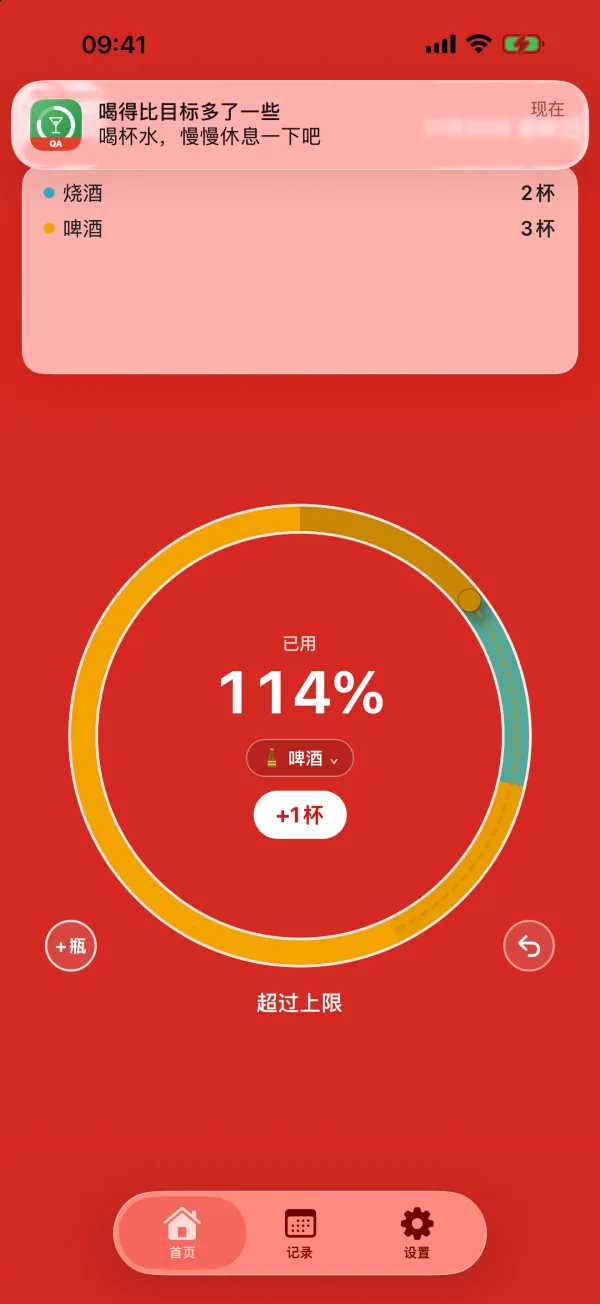 09:41
喝得比目标多了一些
现在
喝杯水，慢慢休息一下吧
QA
烧酒 2杯
啤酒 3杯
已用
114%
啤酒
+1杯
+瓶
超过上限
首页 记录 设置